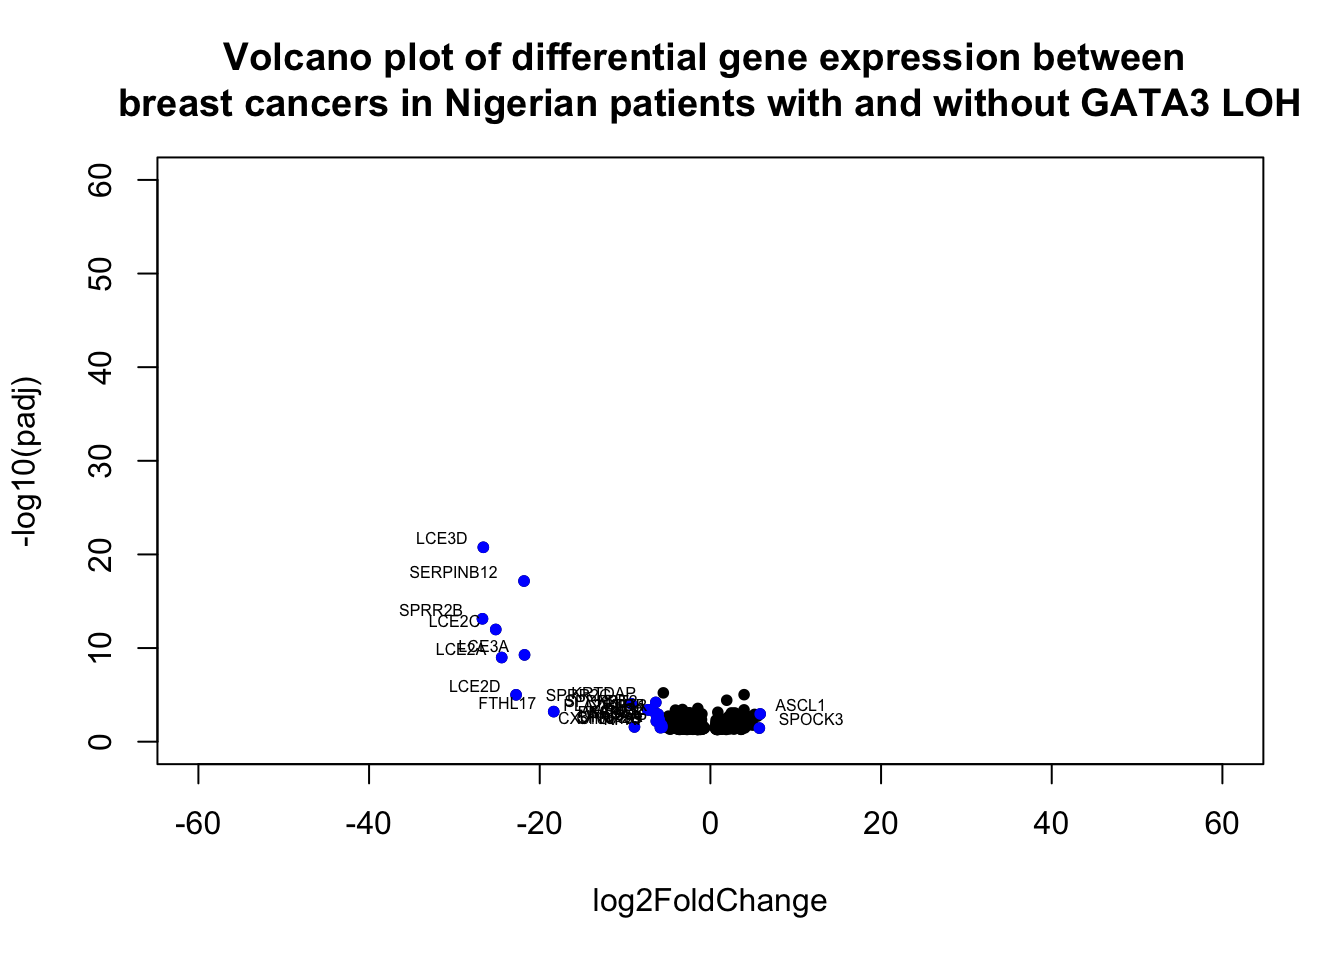 Volcano plot of differential gene expression between
breast cancers in Nigerian patients with and without GATA3 LOH
60
50
40
30
20
10
0
-log10(padj)
LCE3D
SERPINB12
SPRR2B
LCE2C
LCE3A
LCE2A
LCE2D
FTHL17
KRTDAP
ASCL1
SPOCK3
-60
-40
-20
0
20
40
60
log2FoldChange